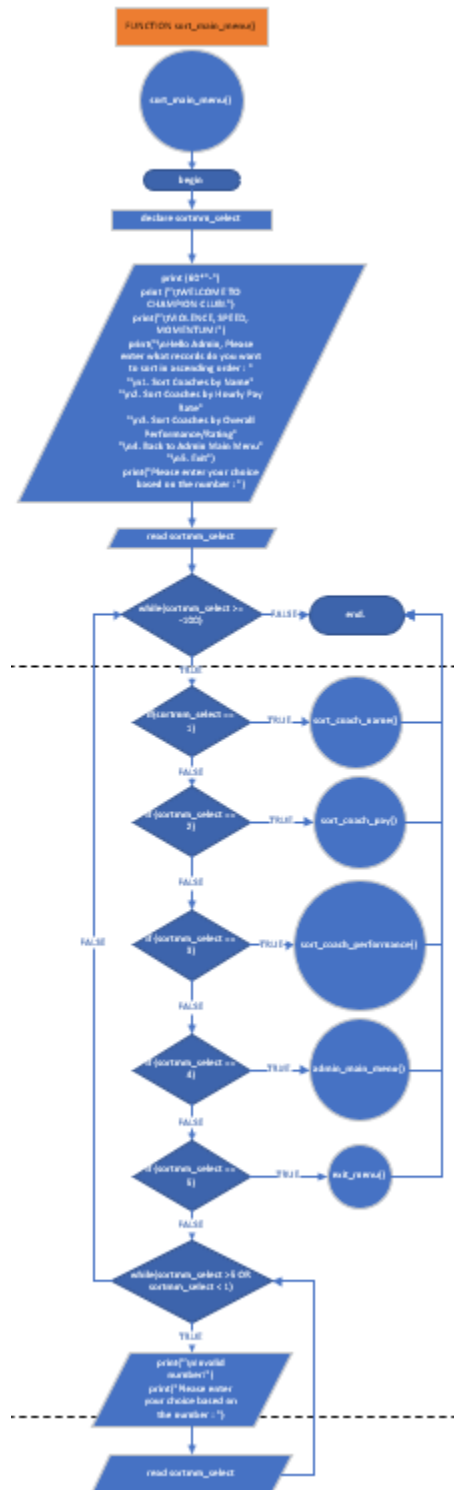 FUNCTION sort_main_menu()
sort_main_menu()
begin
declare sortmm_select
print (60*"-")
print ("\nWELCOME TO
CHAMPION CLUB!")
print("\nVIOLENCE, SPEED,
MOMENTUM!")
print("\nHello Admin, Please
enter what records do you want
to sort in ascending order : "
"\n1. Sort Coaches by Name"
"\n2. Sort Coaches by Hourly Pay
Rate"
"\n3. Sort Coaches by Overall
Performance/Rating"
"\n4. Back to Admin Main Menu"
"\n5. Exit")
print("Please enter your choice
based on the number : ")
read sortmm_select
while(sortmm_select >=
-100)
FALSE
end.
TRUE
if(sortmm_select ==
1)
TRUE
sort_coach_name()
FALSE
if (sortmm_select ==
2)
TRUE
sort_coach_pay()
FALSE
if (sortmm_select ==
3)
TRUE
sort_coach_performance()
FALSE
FALSE
if (sortmm_select ==
4)
TRUE
admin_main_menu()
FALSE
if (sortmm_select ==
5)
TRUE
exit_menu()
FALSE
while(sortmm_select >5 OR
sortmm_select < 1)
TRUE
print("\nInvalid
number!")
print("Please enter
your choice based on
the number : ")
read sortmm_select